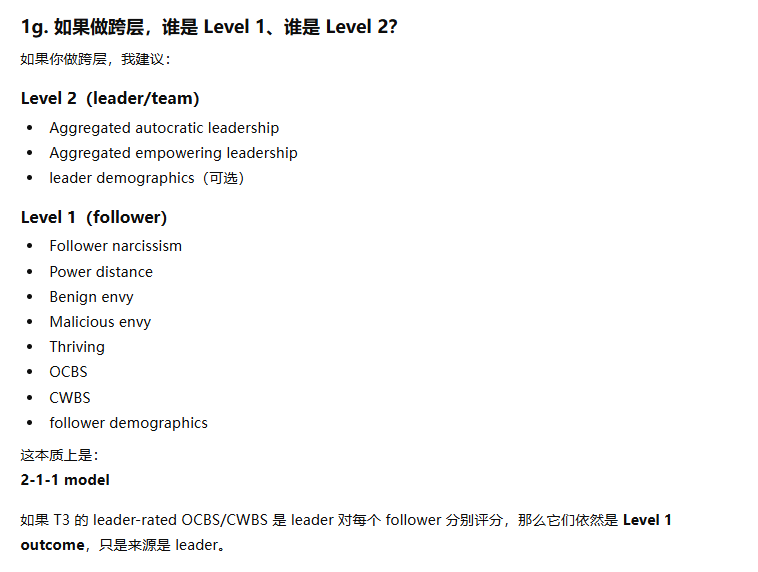 1g. 如果做跨层，谁是 Level 1、谁是 Level 2？
如果你做跨层，我建议：
Level 2（leader/team）
• Aggregated autocratic leadership
• Aggregated empowering leadership
• leader demographics（可选）
Level 1（follower）
• Follower narcissism
• Power distance
• Benign envy
• Malicious envy
• Thriving
• OCBS
• CWBS
• follower demographics
这本质上是：
2-1-1 model
如果 T3 的 leader-rated OCBS/CWBS 是 leader 对每个 follower 分别评分，那么它们依然是 Level 1
outcome，只是来源是 leader。